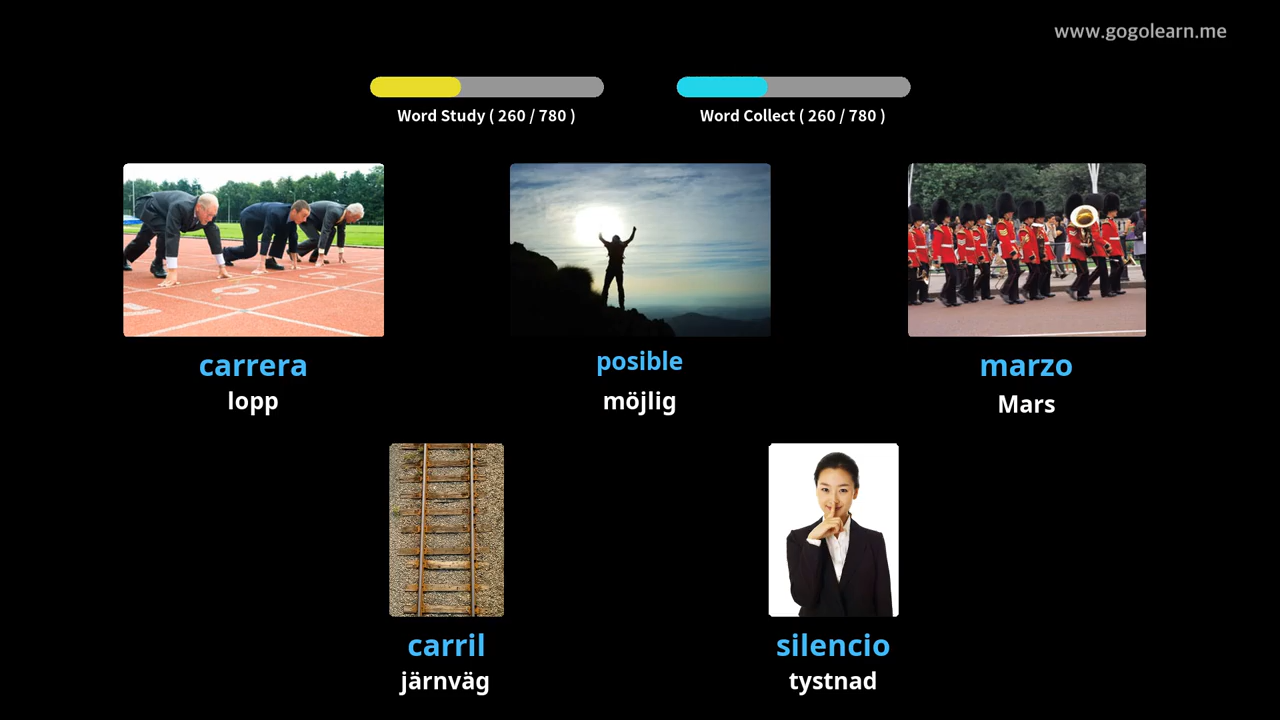 www.gogolearn.me
Word Study ( 260 / 780 )
Word Collect ( 260 / 780 )
carrera
lopp
posible
möjlig
marzo
Mars
carril
järnväg
silencio
tystnad